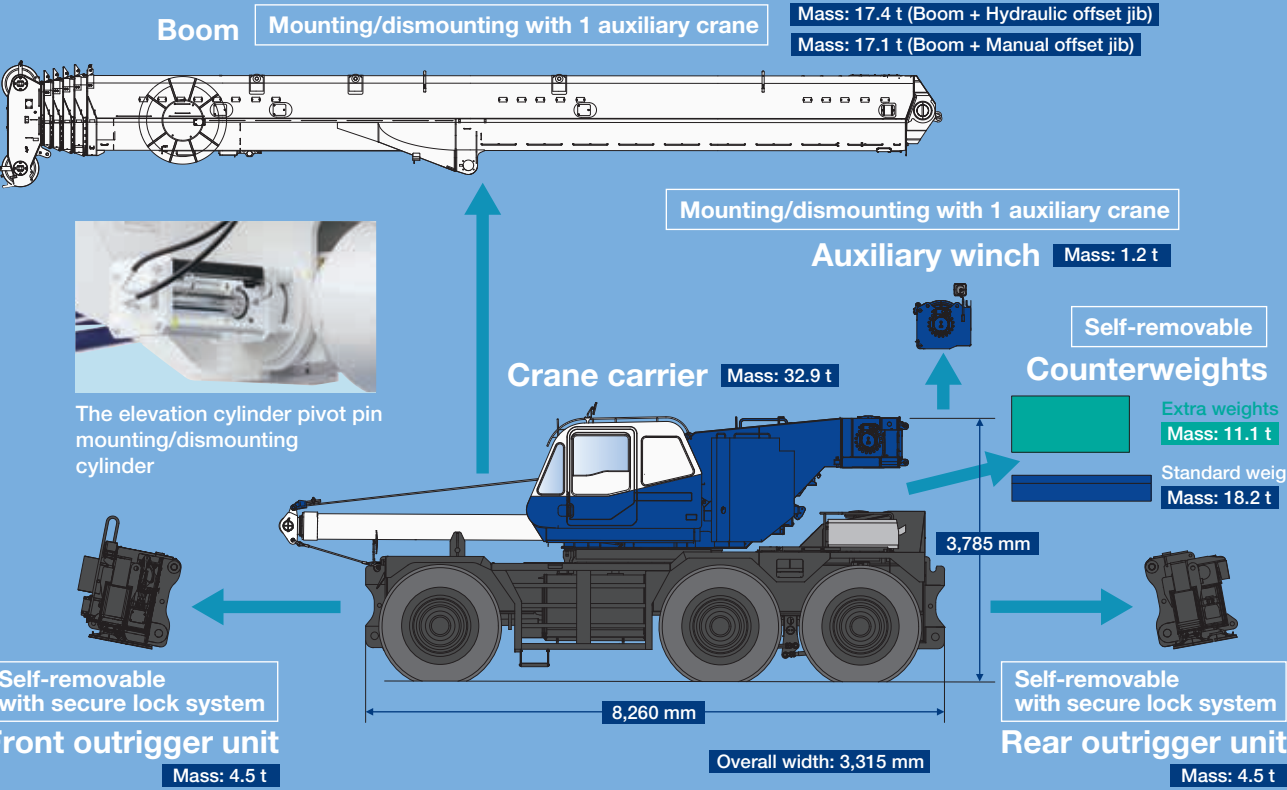 Boom
Mounting/dismounting with 1 auxiliary crane
Mass: 17.4 t (Boom + Hydraulic offset jib)
Mass: 17.1 t (Boom + Manual offset jib)
Mounting/dismounting with 1 auxiliary crane
Auxiliary winch
Mass: 1.2 t
The elevation cylinder pivot pin
mounting/dismounting
cylinder
Crane carrier
Mass: 32.9 t
Self-removable
Counterweights
Extra weights
Mass: 11.1 t
Standard weig
Mass: 18.2 t
3,785 mm
8,260 mm
Overall width: 3,315 mm
Self-removable
with secure lock system
Front outrigger unit
Mass: 4.5 t
Self-removable
with secure lock system
Rear outrigger unit
Mass: 4.5 t